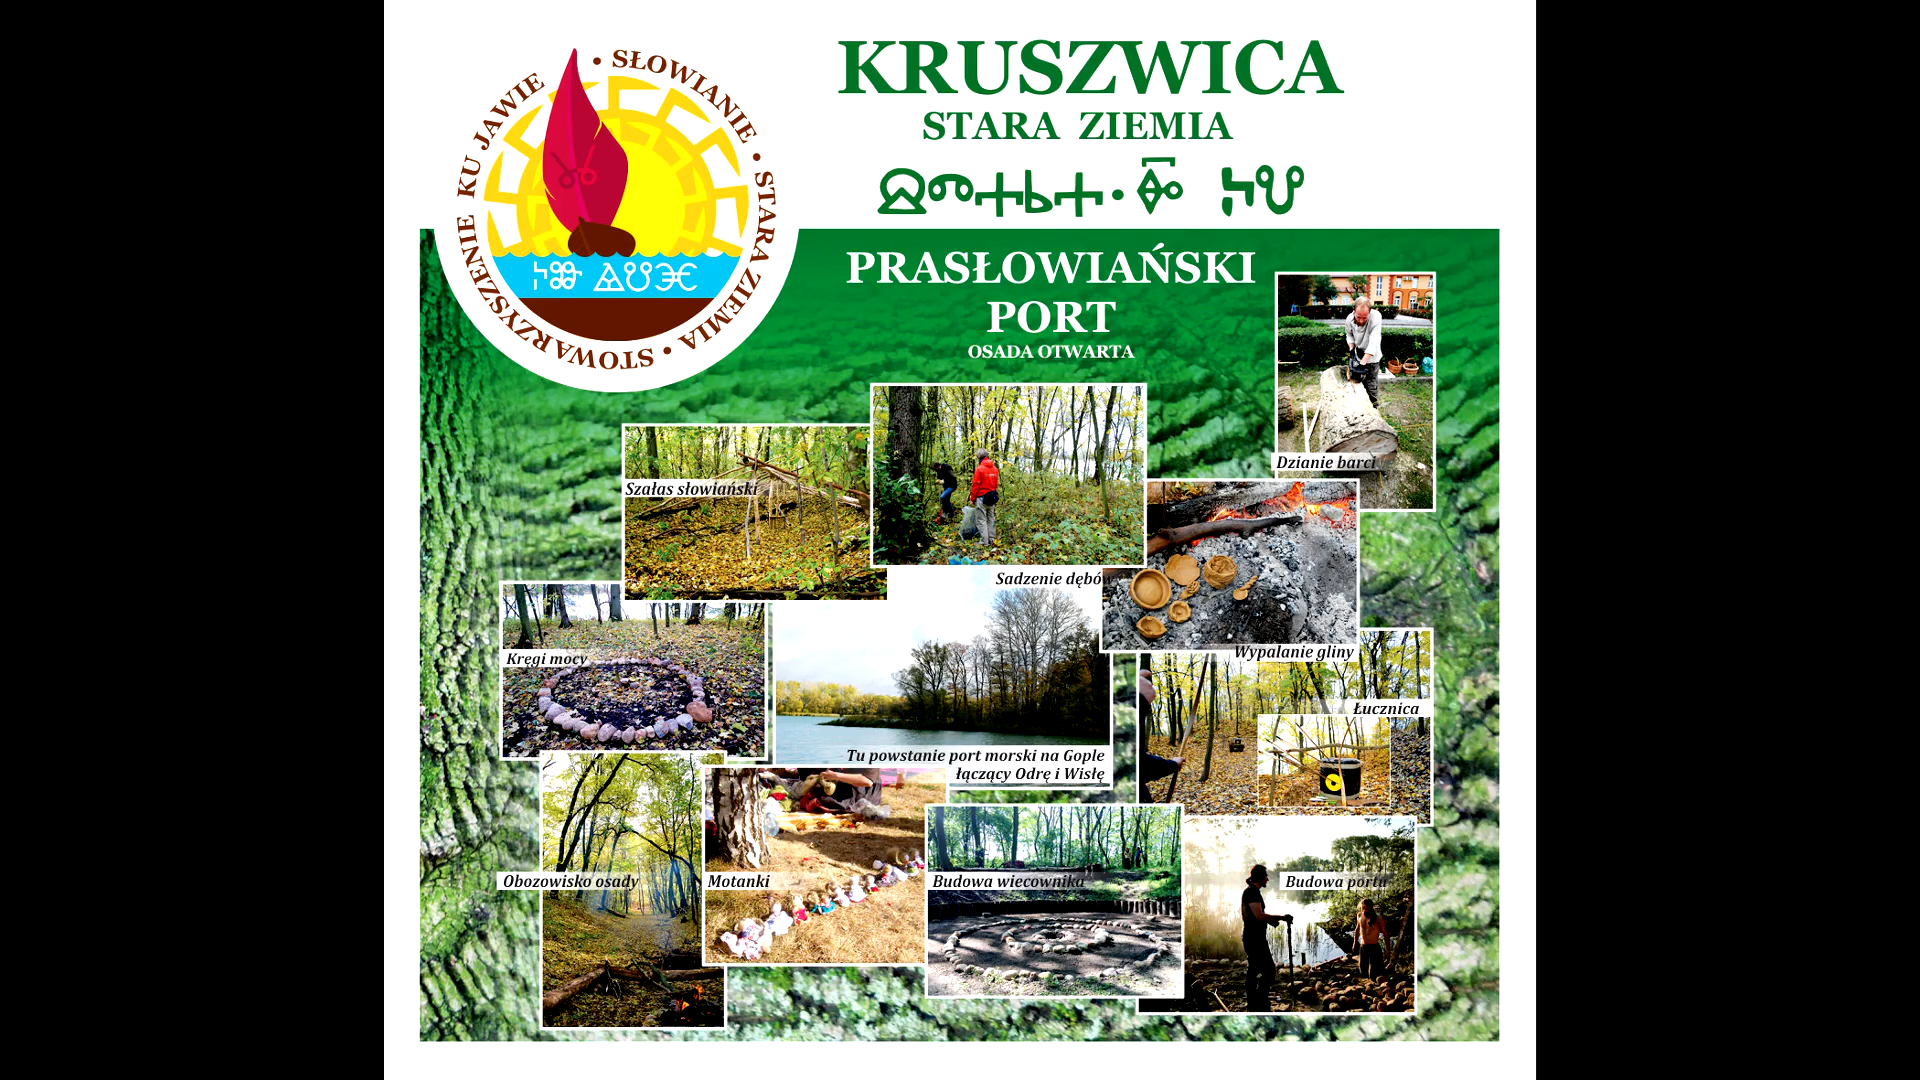 • SŁOWIANIE • STARA ZIEMIA • STOWARZYSZENIE KU JAWIE
KRUSZWICA
STARA ZIEMIA
PRASŁOWIAŃSKI
PORT
OSADA OTWARTA
Dzianie barci
Szałas słowiański
Sadzenie dębów
Wypalanie gliny
Kręgi mocy
Łucznica
Tu powstanie port morski na Gople
łączący Odrę i Wisłę
Obozowisko osady
Motanki
Budowa wiecownika
Budowa portu